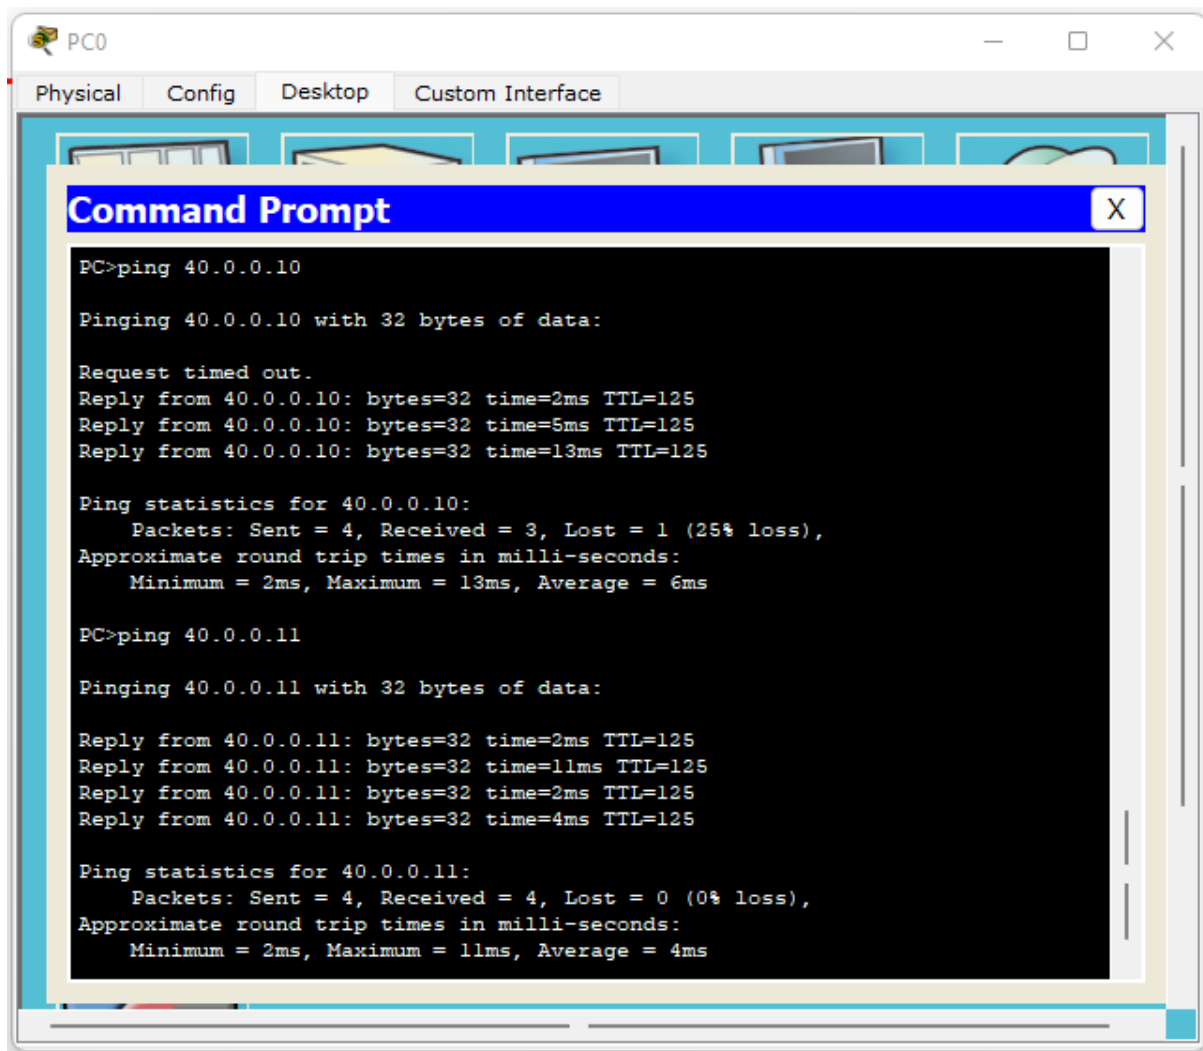 PC0
Physical Config Desktop Custom Interface
Command Prompt
X
PC>ping 40.0.0.10
Pinging 40.0.0.10 with 32 bytes of data:
Request timed out.
Reply from 40.0.0.10: bytes=32 time=2ms TTL=125
Reply from 40.0.0.10: bytes=32 time=5ms TTL=125
Reply from 40.0.0.10: bytes=32 time=13ms TTL=125
Ping statistics for 40.0.0.10:
Packets: Sent = 4, Received = 3, Lost = 1 (25% loss),
Approximate round trip times in milli-seconds:
Minimum = 2ms, Maximum = 13ms, Average = 6ms
PC>ping 40.0.0.11
Pinging 40.0.0.11 with 32 bytes of data:
Reply from 40.0.0.11: bytes=32 time=2ms TTL=125
Reply from 40.0.0.11: bytes=32 time=11ms TTL=125
Reply from 40.0.0.11: bytes=32 time=2ms TTL=125
Reply from 40.0.0.11: bytes=32 time=4ms TTL=125
Ping statistics for 40.0.0.11:
Packets: Sent = 4, Received = 4, Lost = 0 (0% loss),
Approximate round trip times in milli-seconds:
Minimum = 2ms, Maximum = 11ms, Average = 4ms